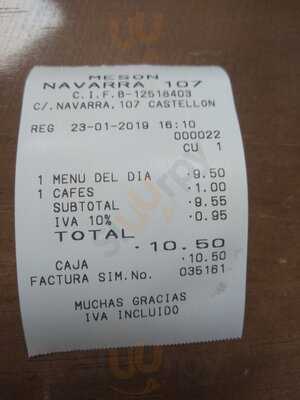 MESON
NAVARRA 107
C.I.F.B-12518403
C/.NAVARRA,107 CASTELLON
REG 23-01-2019 16:10
000022
CU 1
1 MENU DEL DIA ·9.50
1 CAFES ·1.00
SUBTOTAL ·9.55
IVA 10% ·0.95
TOTAL
·10.50
CAJA ·10.50
FACTURA SIM.No. 035161
MUCHAS GRACIAS
IVA INCLUIDO